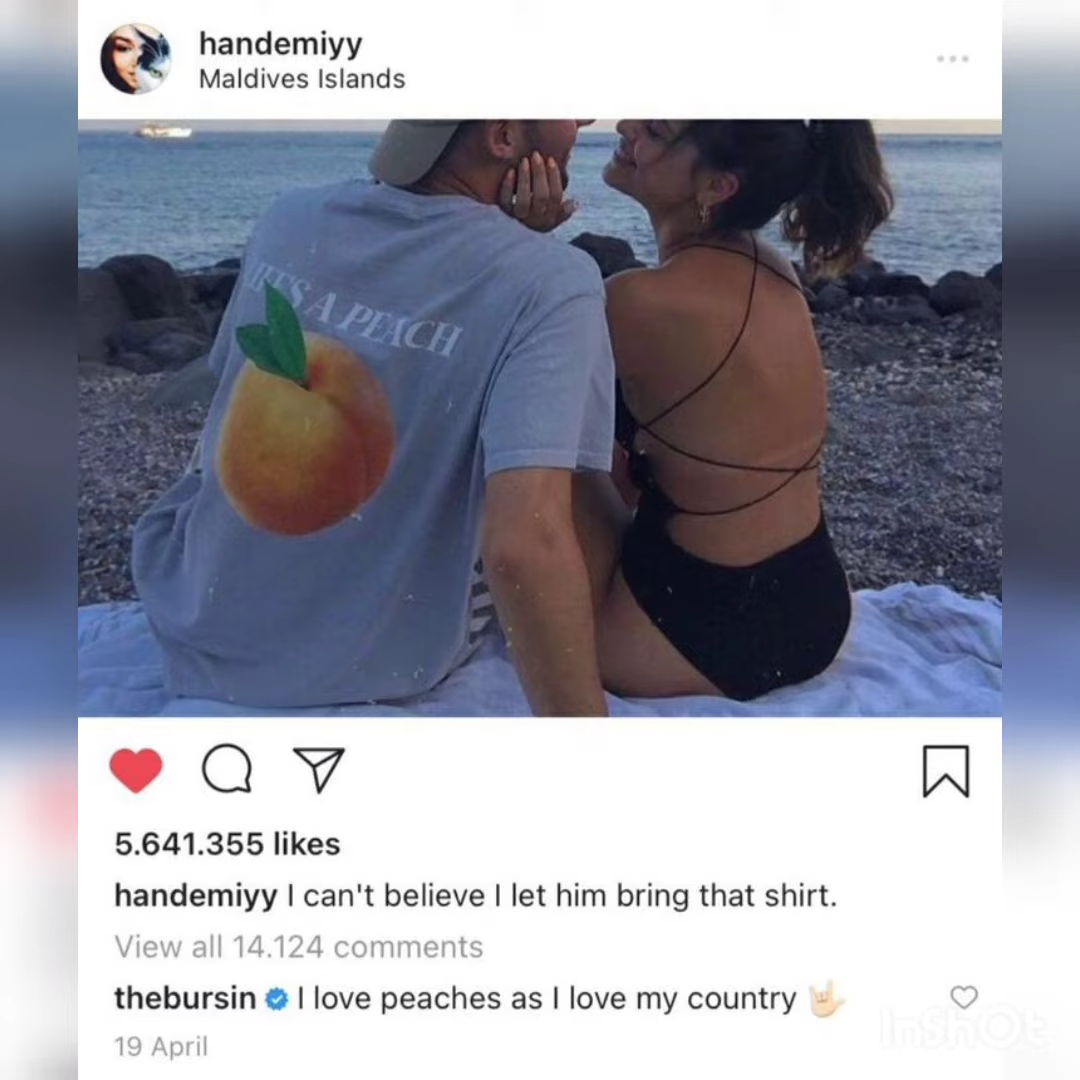 handemiyy
Maldives Islands
LIFE'S A PEACH
5.641.355 likes
handemiyy I can't believe I let him bring that shirt.
View all 14.124 comments
thebursin I love peaches as I love my country 🤟🏻
19 April
InShOt